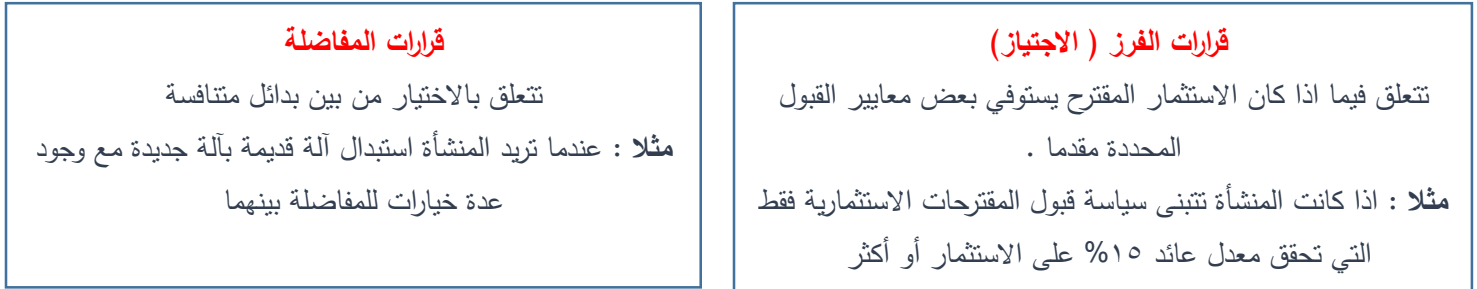 قرارات الفرز ( الاجتياز)
تتعلق فيما اذا كان الاستثمار المقترح يستوفي بعض معايير القبول
المحددة مقدما .
مثلا : اذا كانت المنشأة تتبنى سياسة قبول المقترحات الاستثمارية فقط
التي تحقق معدل عائد ١٥% على الاستثمار أو أكثر
قرارات المفاضلة
تتعلق بالاختيار من بين بدائل متنافسة
مثلا : عندما تريد المنشأة استبدال آلة قديمة بآلة جديدة مع وجود
عدة خيارات للمفاضلة بينهما